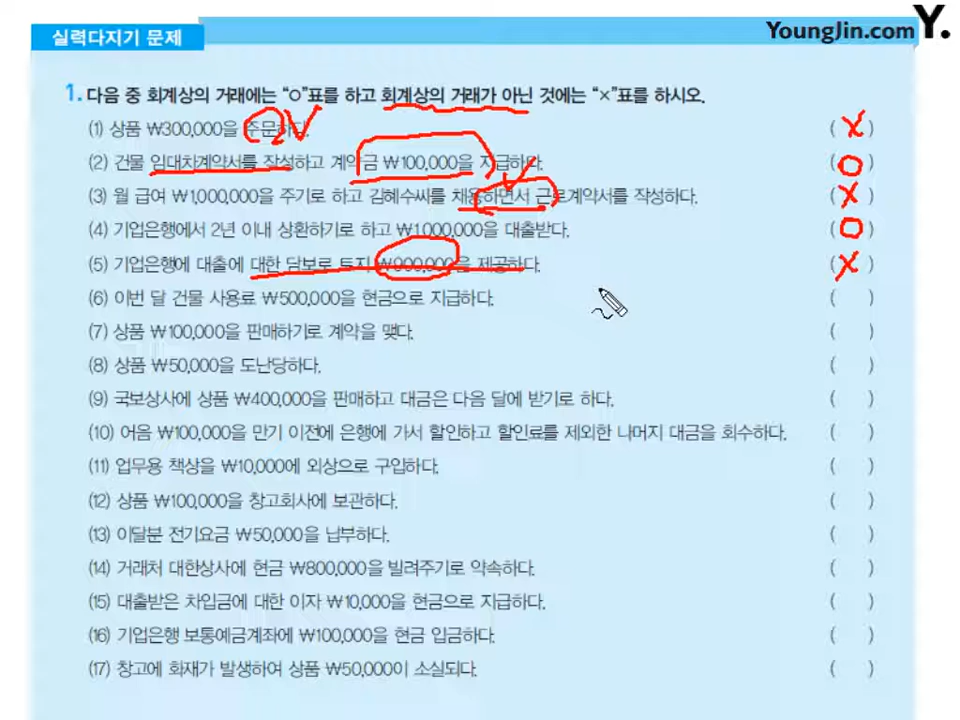 실력다지기 문제
YoungJin.com Y.
1. 다음 중 회계상의 거래에는 “O”표를 하고 회계상의 거래가 아닌 것에는 “×”표를 하시오.
(1) 상품 ₩300,000을 주문하다. ( X )
(2) 건물 임대차계약서를 작성하고 계약금 ₩100,000을 지급하다. ( O )
(3) 월 급여 ₩1,000,000을 주기로 하고 김혜수씨를 채용하면서 근로계약서를 작성하다. ( X )
(4) 기업은행에서 2년 이내 상환하기로 하고 ₩1,000,000을 대출받다. ( O )
(5) 기업은행에 대출에 대한 담보로 토지 ₩900,000을 제공하다. ( X )
(6) 이번 달 건물 사용료 ₩500,000을 현금으로 지급하다. ( )
(7) 상품 ₩100,000을 판매하기로 계약을 맺다. ( )
(8) 상품 ₩50,000을 도난당하다. ( )
(9) 국보상사에 상품 ₩400,000을 판매하고 대금은 다음 달에 받기로 하다. ( )
(10) 어음 ₩100,000을 만기 이전에 은행에 가서 할인하고 할인료를 제외한 나머지 대금을 회수하다. ( )
(11) 업무용 책상을 ₩10,000에 외상으로 구입하다. ( )
(12) 상품 ₩100,000을 창고회사에 보관하다. ( )
(13) 이달분 전기요금 ₩50,000을 납부하다. ( )
(14) 거래처 대한상사에 현금 ₩800,000을 빌려주기로 약속하다. ( )
(15) 대출받은 차입금에 대한 이자 ₩10,000을 현금으로 지급하다. ( )
(16) 기업은행 보통예금계좌에 ₩100,000을 현금 입금하다. ( )
(17) 창고에 화재가 발생하여 상품 ₩50,000이 소실되다. ( )